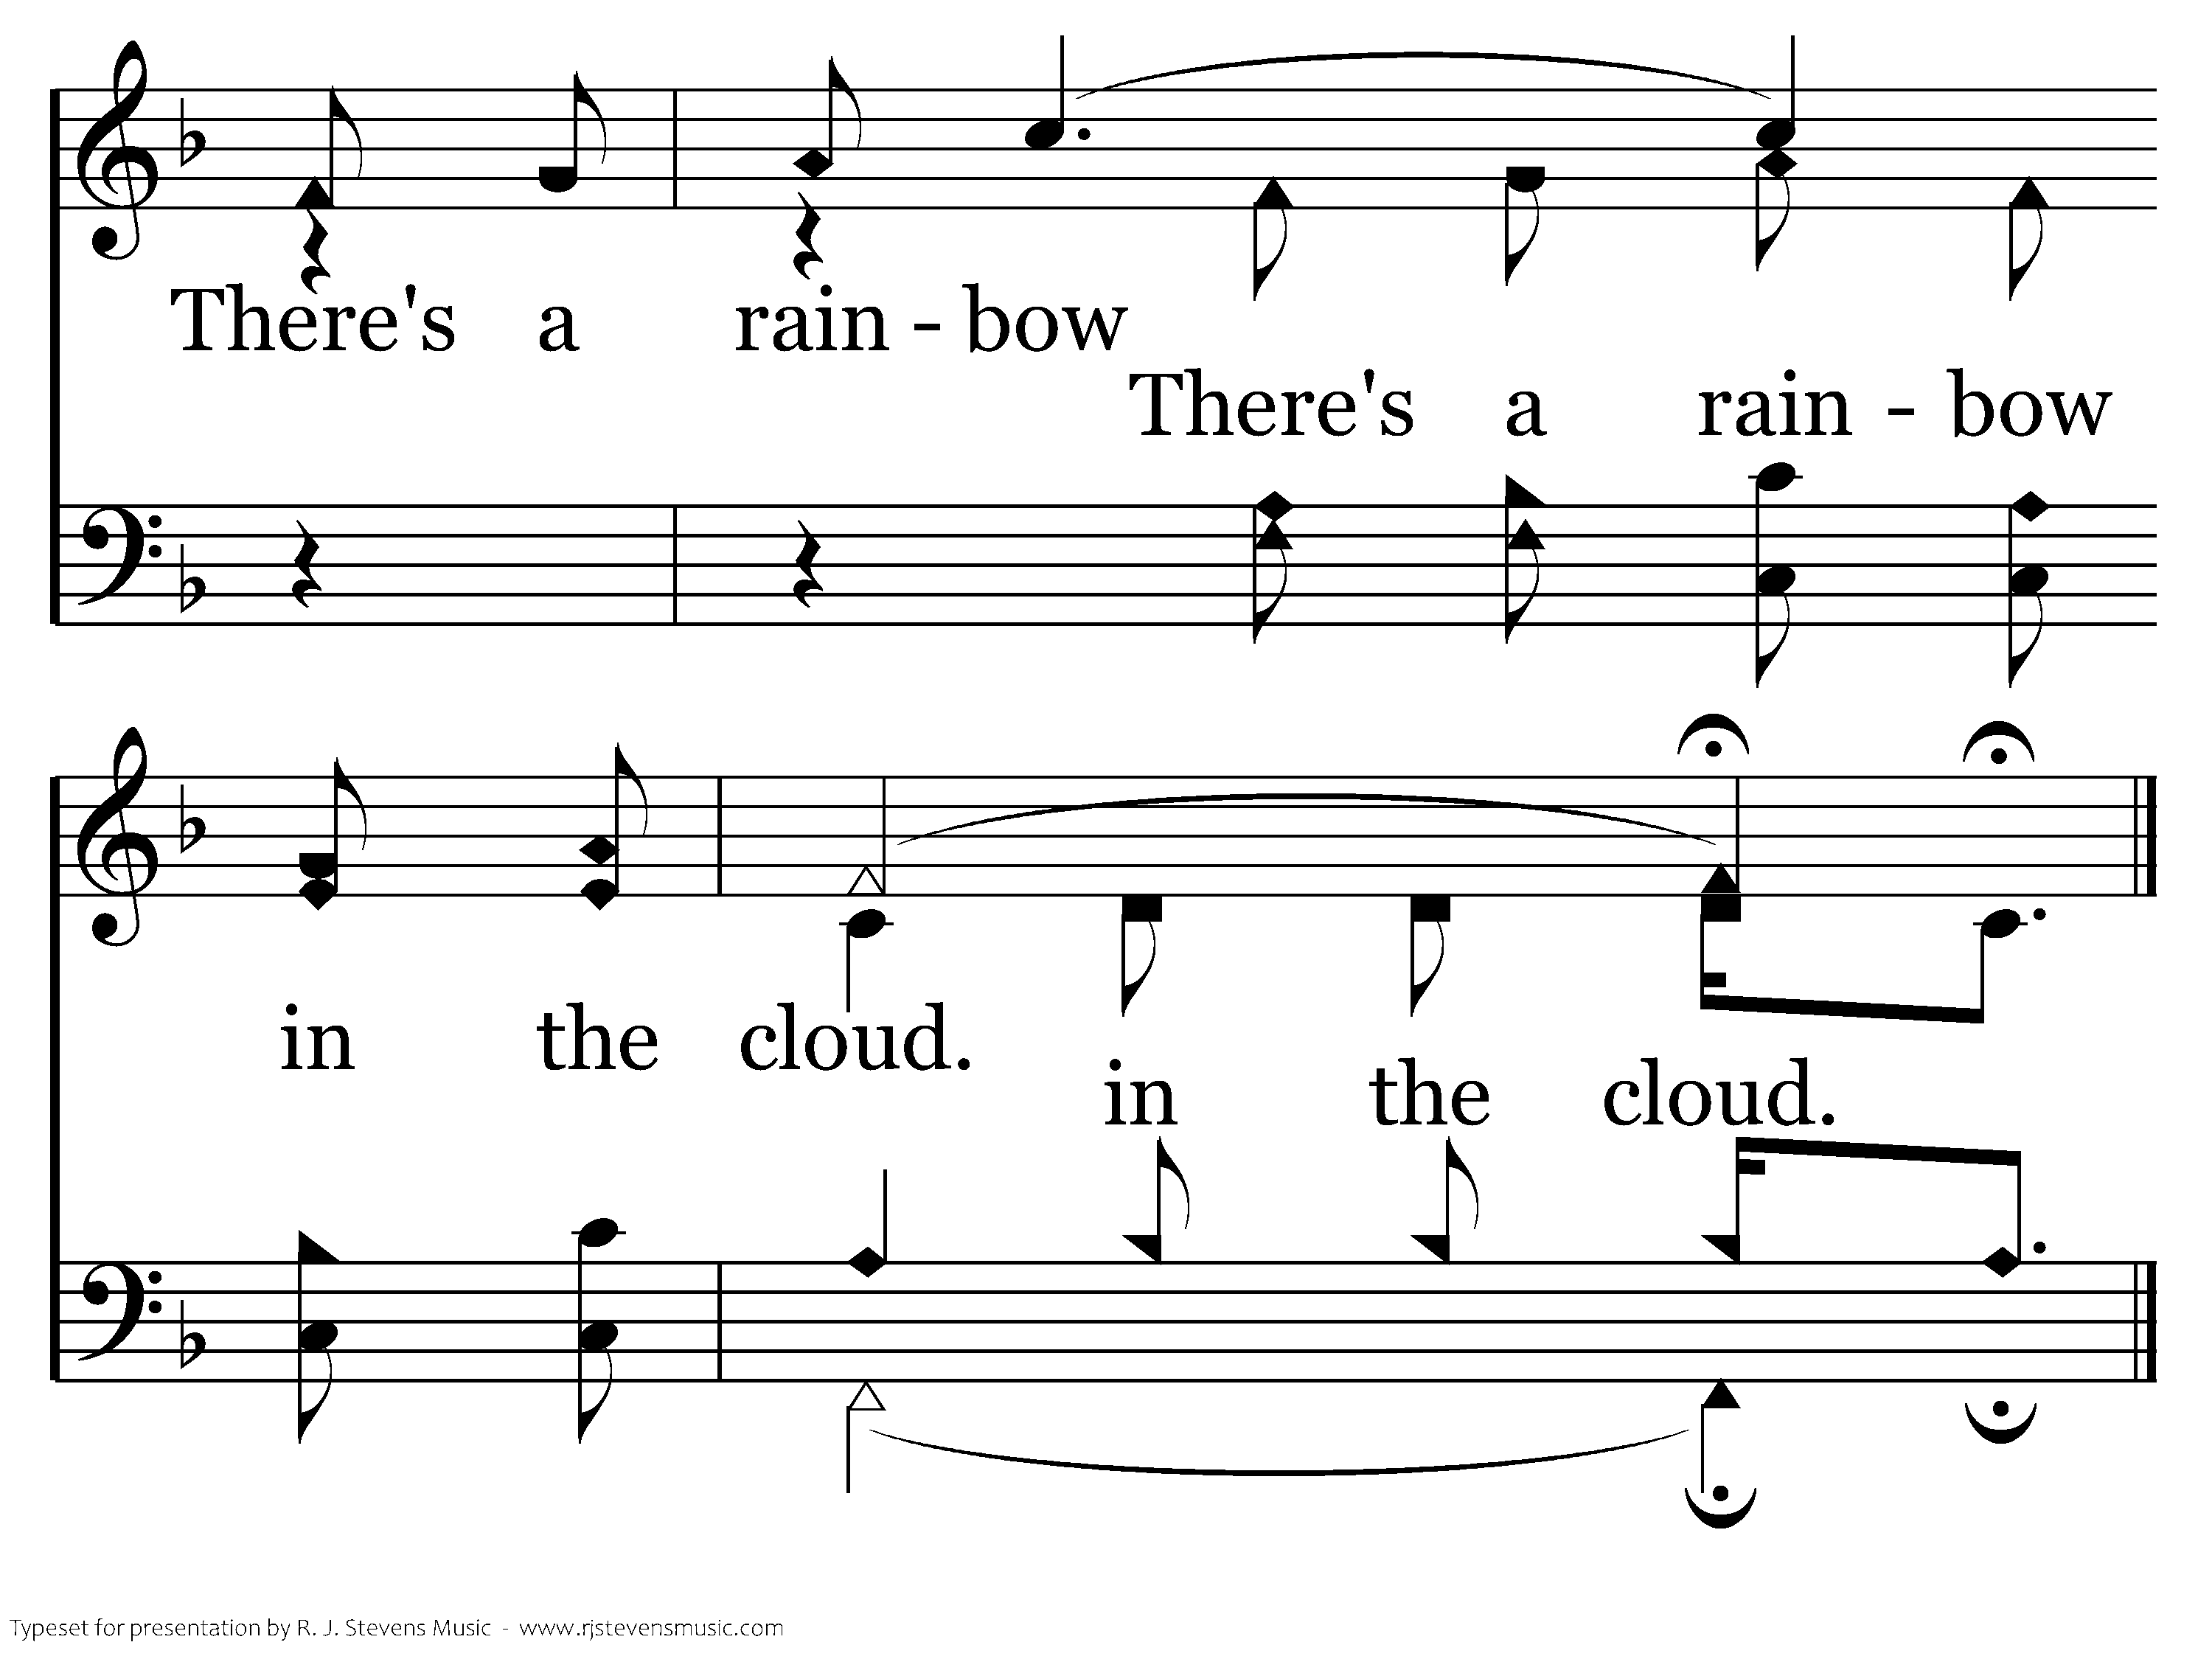 There's a rain - bow
There's a rain - bow
in the cloud.
in the cloud.
Typeset for presentation by R. J. Stevens Music - www.rjstevensmusic.com